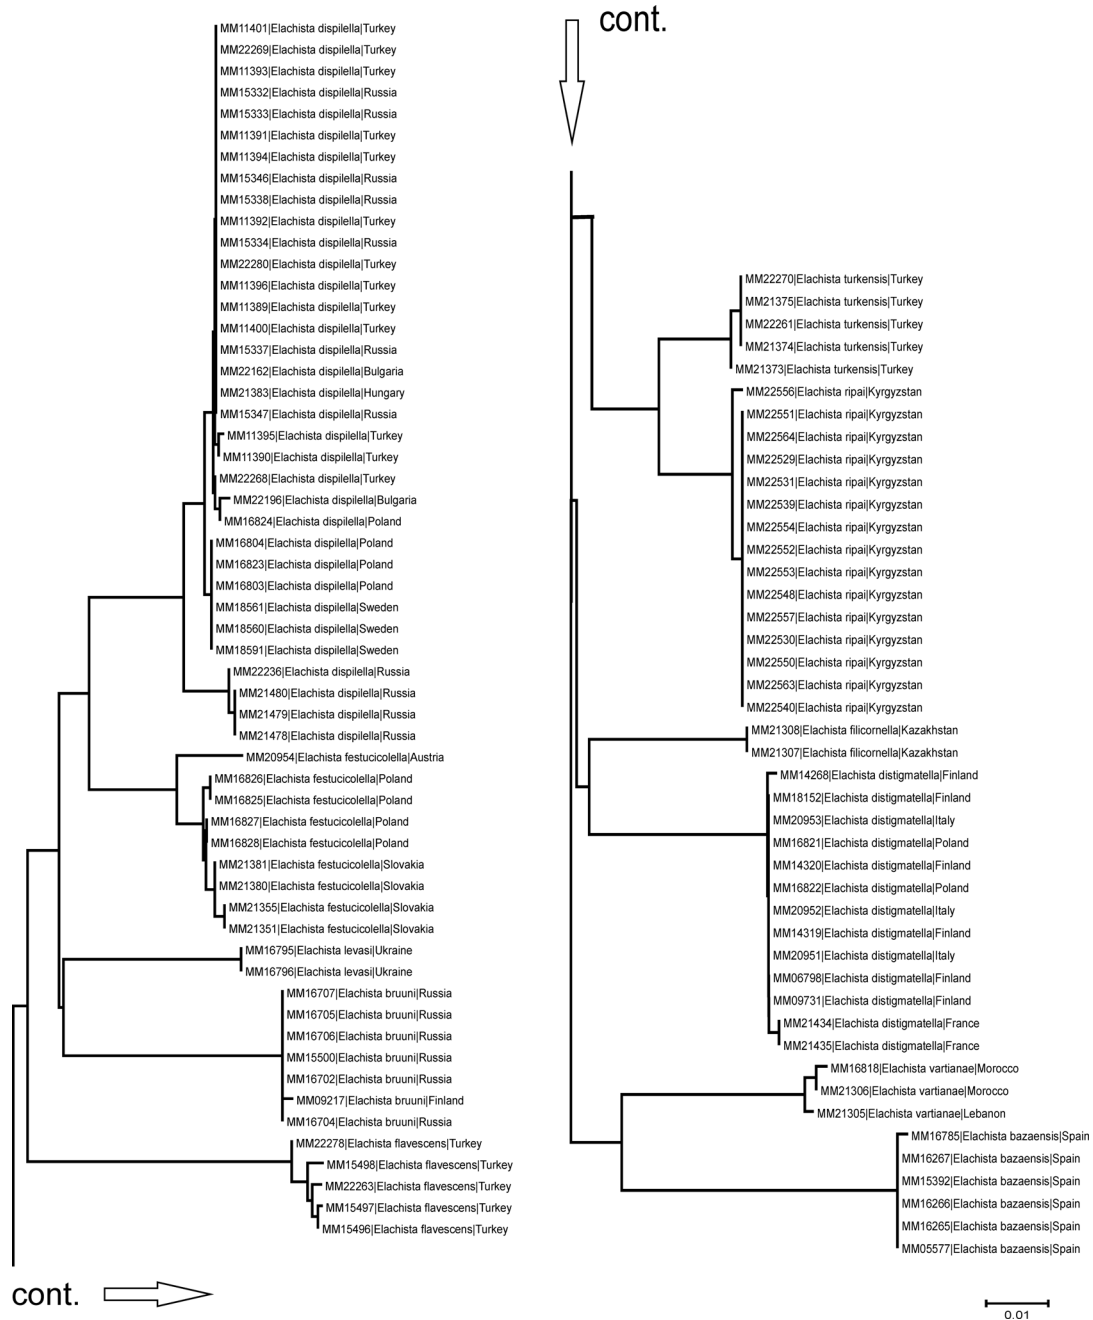 MM11401|Elachista dispilella|Turkey
MM22269|Elachista dispilella|Turkey
MM11393|Elachista dispilella|Turkey
MM15332|Elachista dispilella|Russia
MM15333|Elachista dispilella|Russia
MM11391|Elachista dispilella|Turkey
MM11394|Elachista dispilella|Turkey
MM15346|Elachista dispilella|Russia
MM15338|Elachista dispilella|Russia
MM11392|Elachista dispilella|Turkey
MM15334|Elachista dispilella|Russia
MM22280|Elachista dispilella|Turkey
MM11396|Elachista dispilella|Turkey
MM11389|Elachista dispilella|Turkey
MM11400|Elachista dispilella|Turkey
MM15337|Elachista dispilella|Russia
MM22162|Elachista dispilella|Bulgaria
MM21383|Elachista dispilella|Hungary
MM15347|Elachista dispilella|Russia
MM11395|Elachista dispilella|Turkey
MM11390|Elachista dispilella|Turkey
MM22268|Elachista dispilella|Turkey
MM22196|Elachista dispilella|Bulgaria
MM16824|Elachista dispilella|Poland
MM16804|Elachista dispilella|Poland
MM16823|Elachista dispilella|Poland
MM16803|Elachista dispilella|Poland
MM18561|Elachista dispilella|Sweden
MM18560|Elachista dispilella|Sweden
MM18591|Elachista dispilella|Sweden
MM22236|Elachista dispilella|Russia
MM21480|Elachista dispilella|Russia
MM21479|Elachista dispilella|Russia
MM21478|Elachista dispilella|Russia
MM20954|Elachista festucicolella|Austria
MM16826|Elachista festucicolella|Poland
MM16825|Elachista festucicolella|Poland
MM16827|Elachista festucicolella|Poland
MM16828|Elachista festucicolella|Poland
MM21381|Elachista festucicolella|Slovakia
MM21380|Elachista festucicolella|Slovakia
MM21355|Elachista festucicolella|Slovakia
MM21351|Elachista festucicolella|Slovakia
MM16795|Elachista levasi|Ukraine
MM16796|Elachista levasi|Ukraine
MM16707|Elachista bruuni|Russia
MM16705|Elachista bruuni|Russia
MM16706|Elachista bruuni|Russia
MM15500|Elachista bruuni|Russia
MM16702|Elachista bruuni|Russia
MM09217|Elachista bruuni|Finland
MM16704|Elachista bruuni|Russia
MM22278|Elachista flavescens|Turkey
MM15498|Elachista flavescens|Turkey
MM22263|Elachista flavescens|Turkey
MM15497|Elachista flavescens|Turkey
MM15496|Elachista flavescens|Turkey
cont.
cont.
MM22270|Elachista turkensis|Turkey
MM21375|Elachista turkensis|Turkey
MM22261|Elachista turkensis|Turkey
MM21374|Elachista turkensis|Turkey
MM21373|Elachista turkensis|Turkey
MM22556|Elachista ripai|Kyrgyzstan
MM22551|Elachista ripai|Kyrgyzstan
MM22564|Elachista ripai|Kyrgyzstan
MM22529|Elachista ripai|Kyrgyzstan
MM22531|Elachista ripai|Kyrgyzstan
MM22539|Elachista ripai|Kyrgyzstan
MM22554|Elachista ripai|Kyrgyzstan
MM22552|Elachista ripai|Kyrgyzstan
MM22553|Elachista ripai|Kyrgyzstan
MM22548|Elachista ripai|Kyrgyzstan
MM22557|Elachista ripai|Kyrgyzstan
MM22530|Elachista ripai|Kyrgyzstan
MM22550|Elachista ripai|Kyrgyzstan
MM22563|Elachista ripai|Kyrgyzstan
MM22540|Elachista ripai|Kyrgyzstan
MM21308|Elachista filicornella|Kazakhstan
MM21307|Elachista filicornella|Kazakhstan
MM14268|Elachista distigmatella|Finland
MM18152|Elachista distigmatella|Finland
MM20953|Elachista distigmatella|Italy
MM16821|Elachista distigmatella|Poland
MM14320|Elachista distigmatella|Finland
MM16822|Elachista distigmatella|Poland
MM20952|Elachista distigmatella|Italy
MM14319|Elachista distigmatella|Finland
MM20951|Elachista distigmatella|Italy
MM06798|Elachista distigmatella|Finland
MM09731|Elachista distigmatella|Finland
MM21434|Elachista distigmatella|France
MM21435|Elachista distigmatella|France
MM16818|Elachista vartianae|Morocco
MM21306|Elachista vartianae|Morocco
MM21305|Elachista vartianae|Lebanon
MM16785|Elachista bazaensis|Spain
MM16267|Elachista bazaensis|Spain
MM15392|Elachista bazaensis|Spain
MM16266|Elachista bazaensis|Spain
MM16265|Elachista bazaensis|Spain
MM05577|Elachista bazaensis|Spain
0.01